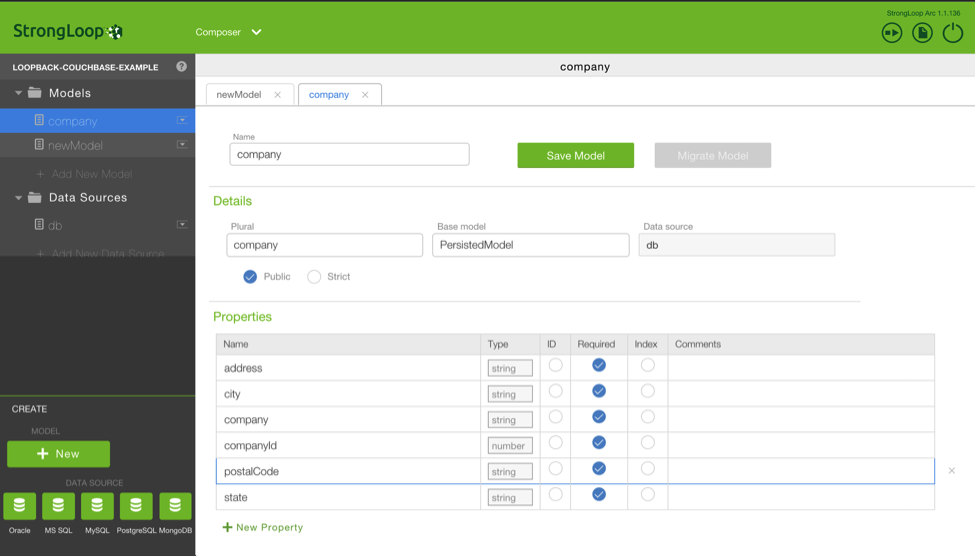 StrongLoop Arc 1.1.136
StrongLoop
Composer
LOOPBACK-COUCHBASE-EXAMPLE ?
company
Models
company
newModel
+ Add New Model
Data Sources
db
+ Add New Data Source
CREATE
MODEL
+ New
DATA SOURCE
Oracle MS SQL MySQL PostgreSQL MongoDB
newModel × company ×
Name
company
Save Model Migrate Model
Details
Plural Base model Data source
company PersistedModel db
Public Strict
Properties
Name Type ID Required Index Comments
address string
city string
company string
companyId number
postalCode string ×
state string
+ New Property